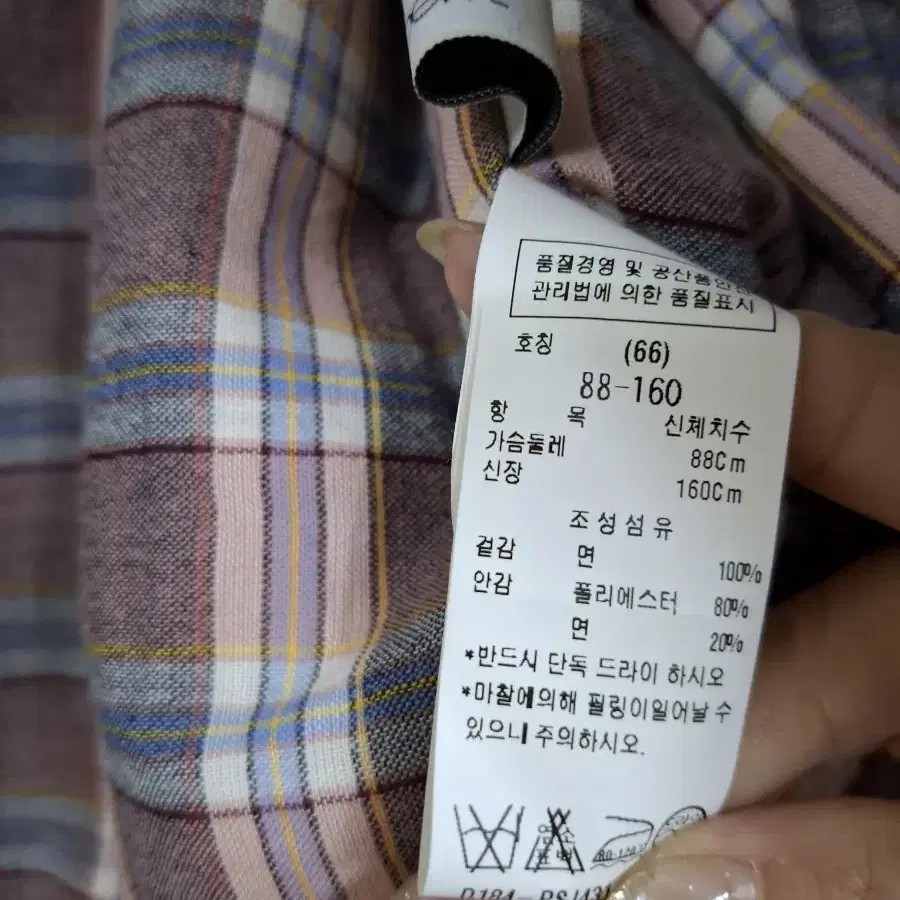 품질경영 및 공산품안전
관리법에 의한 품질표시
호칭 (66)
88-160
항 목 신체치수
가슴둘레 88Cm
신장 160Cm
조성섬유
겉감 면 100%
안감 폴리에스터 80%
면 20%
*반드시 단독 드라이 하시오
*마찰에의해 필링이일어날 수
있으니 주의하시오.
염소
표백